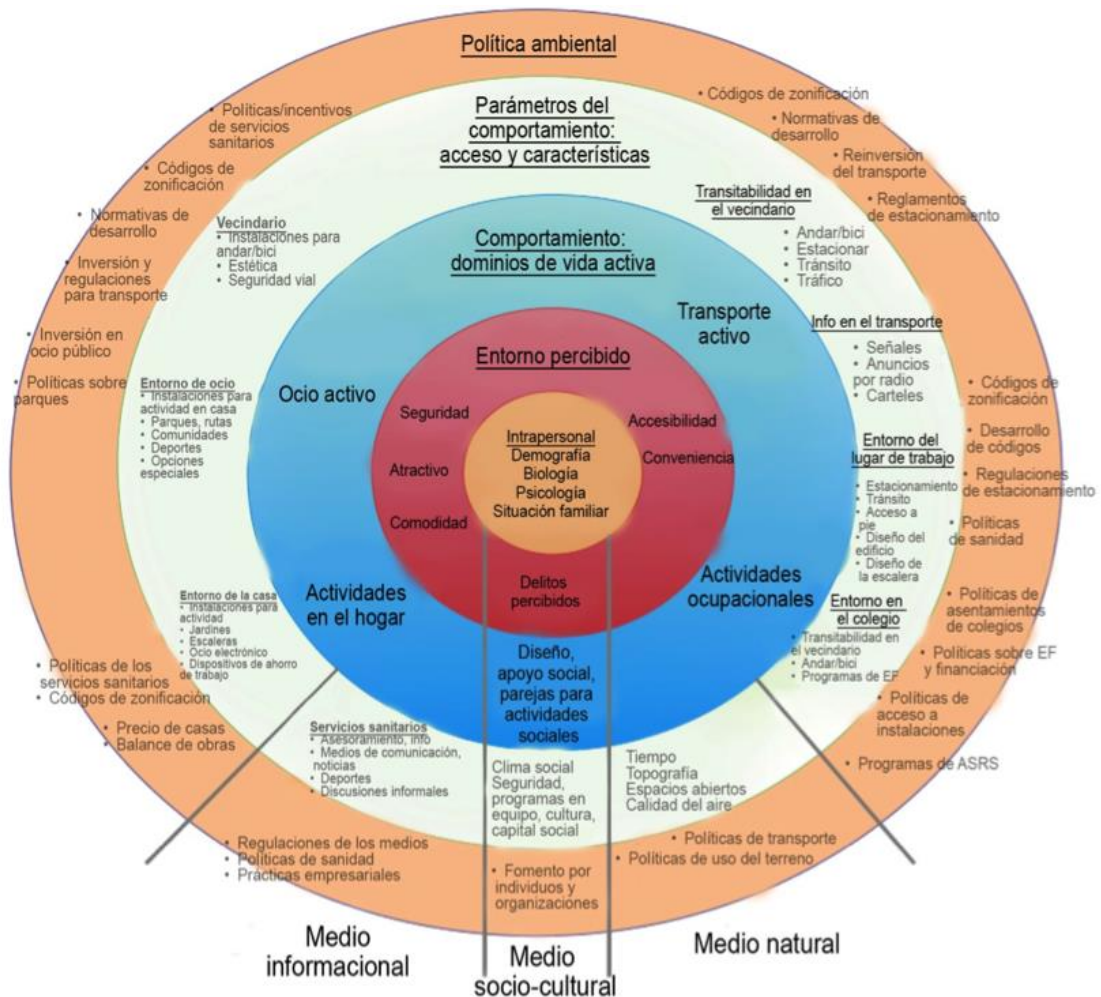 Política ambiental
• Políticas/incentivos
de servicios
sanitarios
• Códigos de
zonificación
• Normativas de
desarrollo
• Inversión y
regulaciones
para transporte
• Inversión en
ocio público
• Políticas sobre
parques
• Códigos de zonificación
• Normativas de
desarrollo
• Reinversión
del transporte
• Reglamentos
de estacionamiento
Parámetros del
comportamiento:
acceso y características
Vecindario
• Instalaciones para
andar/bici
• Estética
• Seguridad vial
Transitabilidad en
el vecindario
• Andar/bici
• Estacionar
• Tránsito
• Tráfico
Comportamiento:
dominios de vida activa
Transporte
activo
Ocio activo
Info en el transporte
• Señales
• Anuncios
por radio
• Carteles
Entorno percibido
Seguridad
Atractivo
Comodidad
Accesibilidad
Conveniencia
Delitos
percibidos
Intrapersonal
Demografía
Biología
Psicología
Situación familiar
Entorno de ocio
• Instalaciones para
actividad en casa
• Parques, rutas
• Comunidades
• Deportes
• Opciones
especiales
Entorno del
lugar de trabajo
• Estacionamiento
• Tránsito
• Acceso a
pie
• Diseño del
edificio
• Diseño de
la escalera
• Códigos de
zonificación
• Desarrollo
de códigos
• Regulaciones
de estacionamiento
• Políticas
de sanidad
Actividades
en el hogar
Actividades
ocupacionales
Entorno de la casa
• Instalaciones para
actividad
• Jardines
• Escaleras
• Ocio electrónico
• Dispositivos de ahorro
de trabajo
Entorno en
el colegio
• Transitabilidad en
el vecindario
• Andar/bici
• Programas de EF
• Políticas de
asentamientos
de colegios
• Políticas sobre EF
y financiación
• Políticas de
acceso a
instalaciones
• Programas de ASRS
• Políticas de los
servicios sanitarios
• Códigos de zonificación
• Precio de casas
• Balance de obras
Diseño,
apoyo social,
parejas para
actividades
sociales
Servicios sanitarios
• Asesoramiento, info
• Medios de comunicación,
noticias
• Deportes
• Discusiones informales
Clima social
Seguridad,
programas en
equipo, cultura,
capital social
Tiempo
Topografía
Espacios abiertos
Calidad del aire
• Regulaciones de los medios
• Políticas de sanidad
• Prácticas empresariales
• Fomento por
individuos y
organizaciones
• Políticas de transporte
• Políticas de uso del terreno
Medio
informacional
Medio
socio-cultural
Medio natural